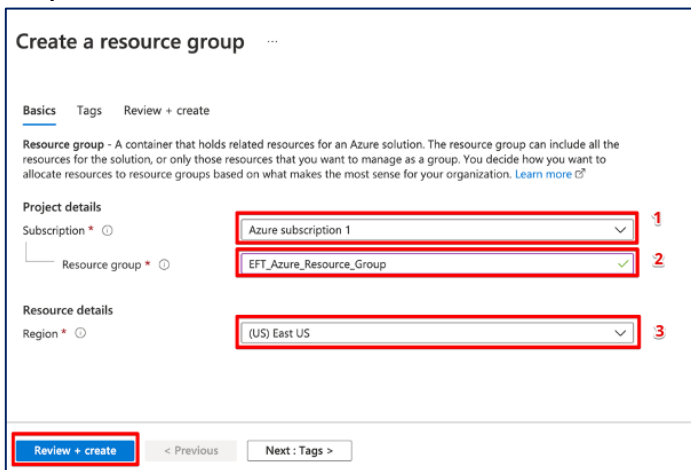 Create a resource group ...
Basics Tags Review + create
Resource group - A container that holds related resources for an Azure solution. The resource group can include all the
resources for the solution, or only those resources that you want to manage as a group. You decide how you want to
allocate resources to resource groups based on what makes the most sense for your organization. Learn more
Project details
Subscription * Azure subscription 1 1
Resource group * EFT_Azure_Resource_Group 2
Resource details
Region * (US) East US 3
Review + create < Previous Next : Tags >